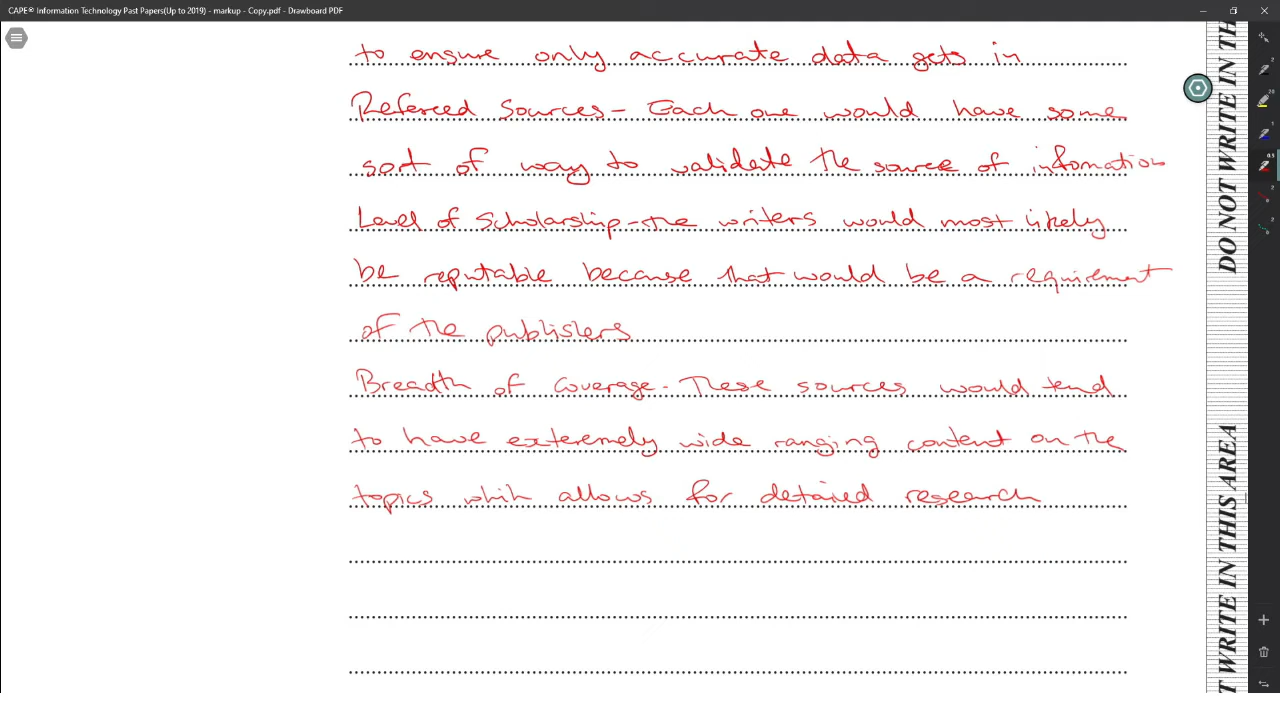 CAPE® Information Technology Past Papers(Up to 2019) - markup - Copy.pdf - Drawboard PDF
to ensure only accurate data gets in
Refereed Sources - Each one would have some
sort of way to validate the source of infomation
Level of Scholarship - the writers would most likely
be reputable because that would be a requirement
of the publishers
Breadth of Coverage - These sources would tend
to have exteremely wide ranging content on the
topics which allows for detailed research
DO NOT WRITE IN TH
T WRITE IN THIS AREA